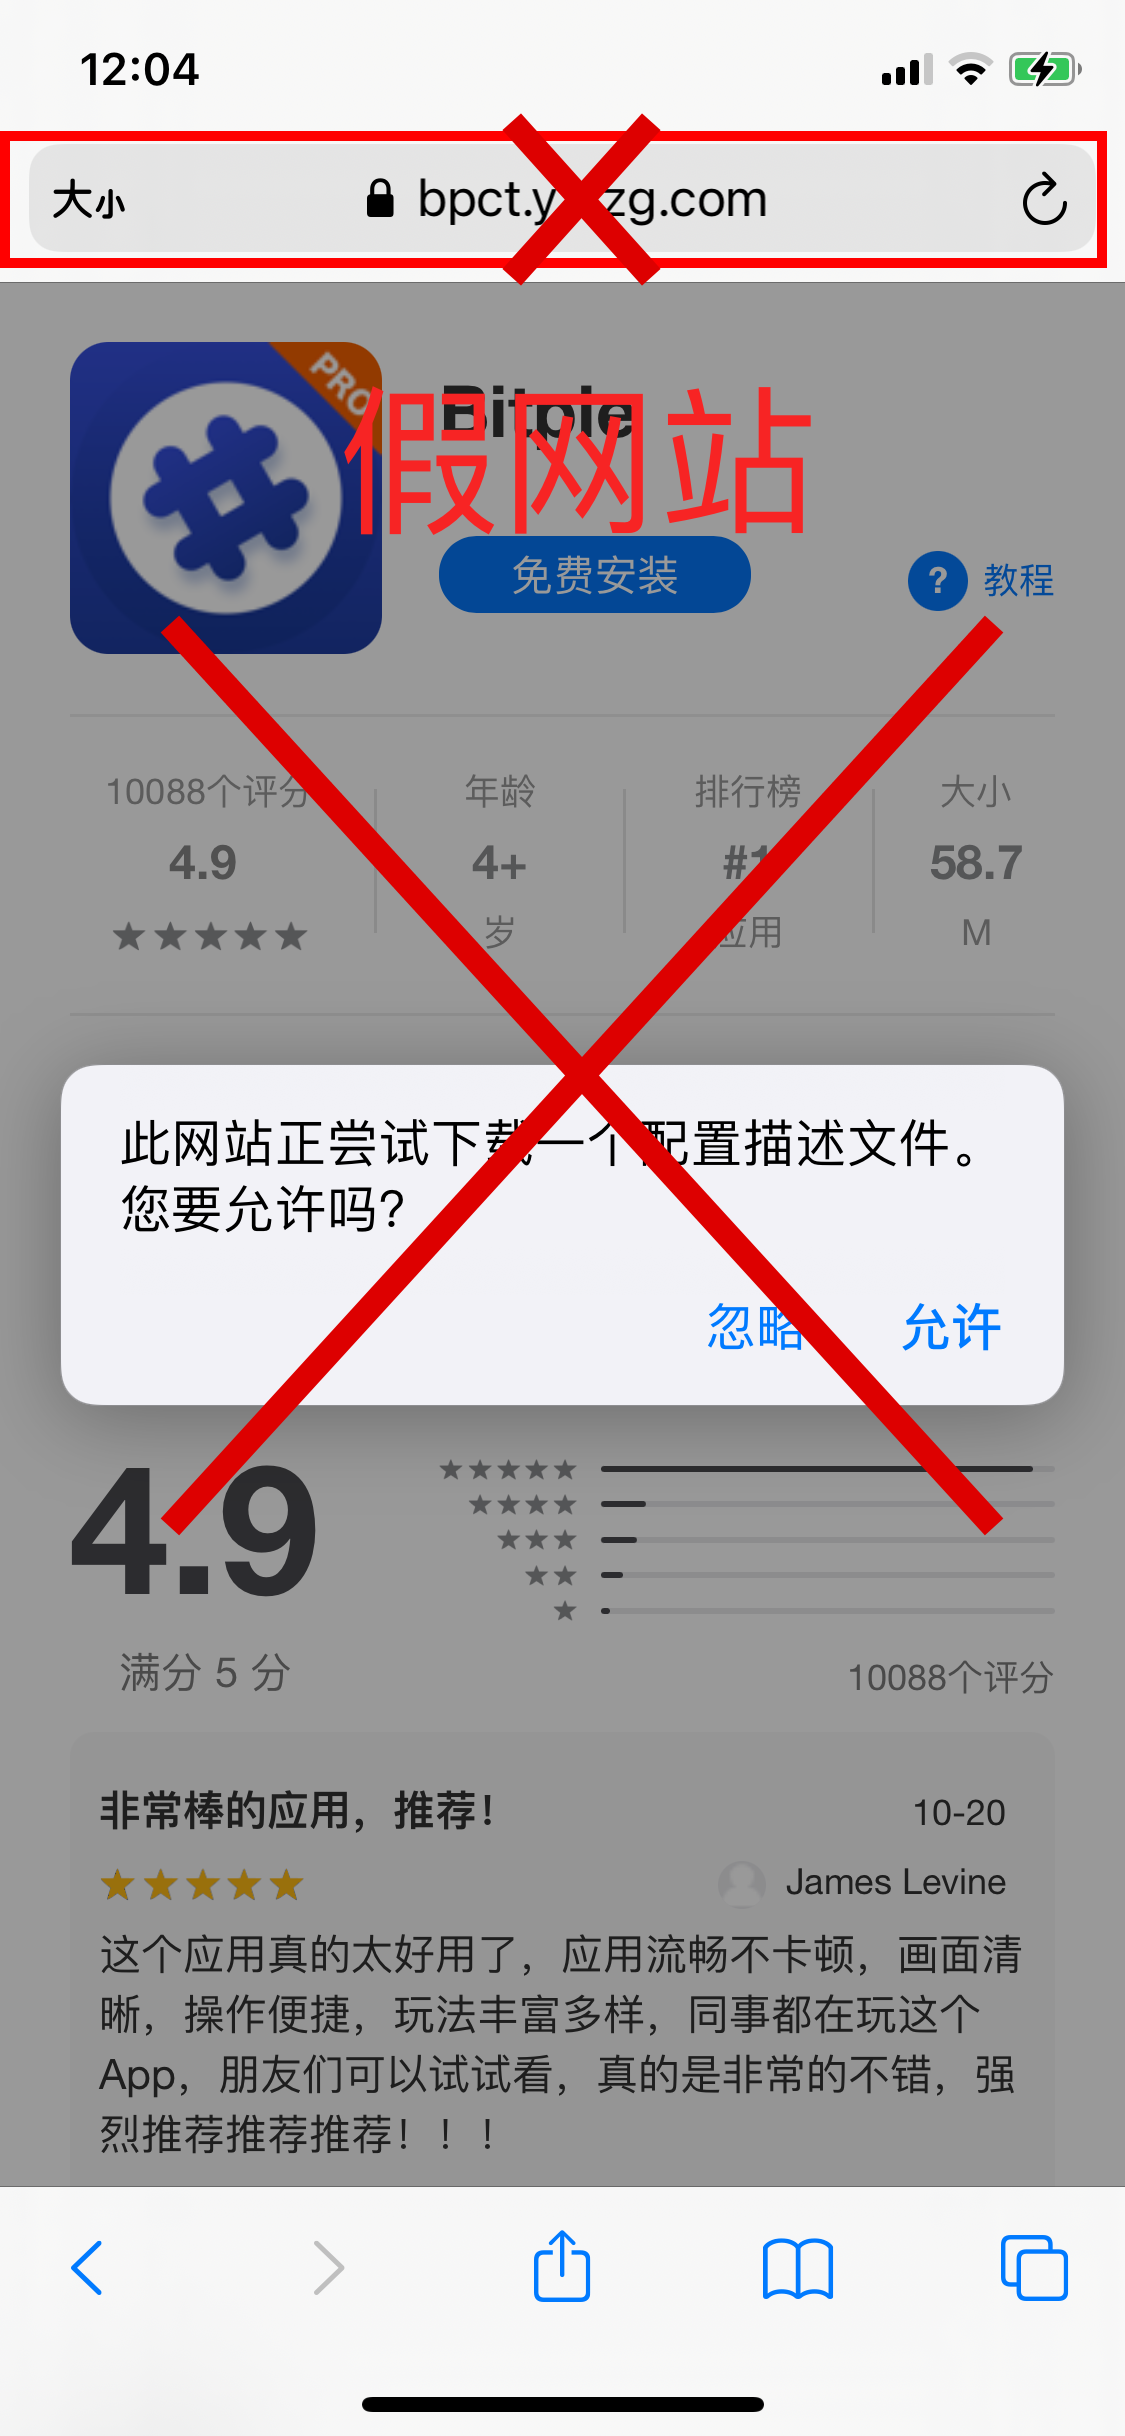 12:04
大小
bpct.y zg.com
PRO
Bitpie
假网站
免费安装
? 教程
10088个评分 年龄 排行榜 大小
4.9 4+ #1 58.7
岁 应用 M
此网站正尝试下载一个配置描述文件。
您要允许吗?
忽略 允许
4.9
满分 5 分
10088个评分
非常棒的应用，推荐！
10-20
James Levine
这个应用真的太好用了，应用流畅不卡顿，画面清
晰，操作便捷，玩法丰富多样，同事都在玩这个
App，朋友们可以试试看，真的是非常的不错，强
烈推荐推荐推荐！！！